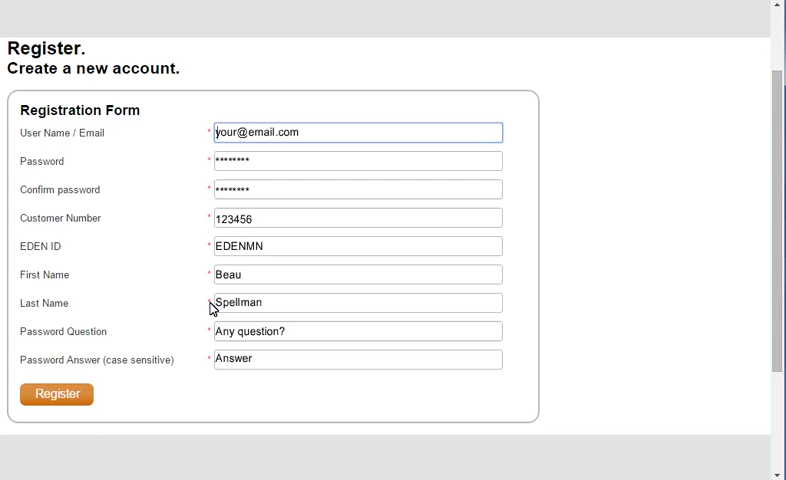 Register.
Create a new account.
Registration Form
User Name / Email * your@email.com
Password * ********
Confirm password * ********
Customer Number * 123456
EDEN ID * EDENMN
First Name * Beau
Last Name * Spellman
Password Question * Any question?
Password Answer (case sensitive) * Answer
Register